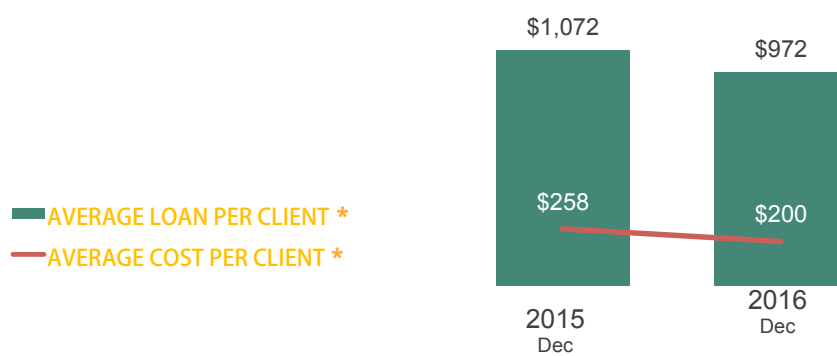 $1,072
$972
$258
$200
AVERAGE LOAN PER CLIENT *
AVERAGE COST PER CLIENT *
2015
Dec
2016
Dec